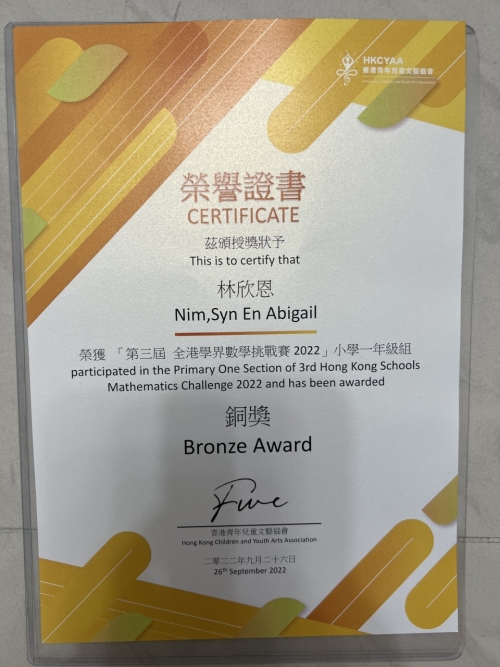 HKCYAA
香港青年兒童文藝協會
榮譽證書
CERTIFICATE
茲頒授獎狀予
This is to certify that
林欣恩
Nim,Syn En Abigail
榮獲 「第三屆 全港學界數學挑戰賽 2022」小學一年級組
participated in the Primary One Section of 3rd Hong Kong Schools
Mathematics Challenge 2022 and has been awarded
銅獎
Bronze Award
香港青年兒童文藝協會
Hong Kong Children and Youth Arts Association
二零二二年九月二十六日
26th September 2022